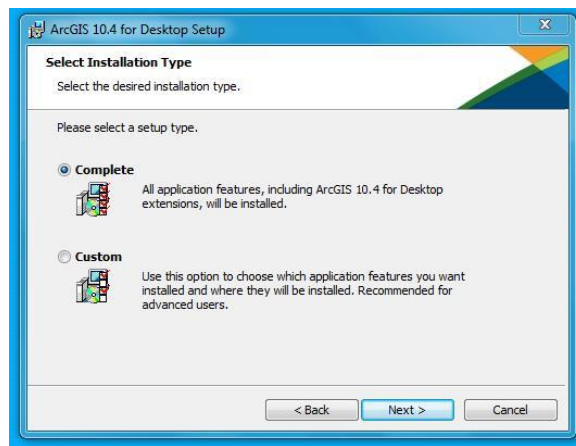 ArcGIS 10.4 for Desktop Setup
Select Installation Type
Select the desired installation type.
Please select a setup type.
Complete
All application features, including ArcGIS 10.4 for Desktop
extensions, will be installed.
Custom
Use this option to choose which application features you want
installed and where they will be installed. Recommended for
advanced users.
< Back Next > Cancel